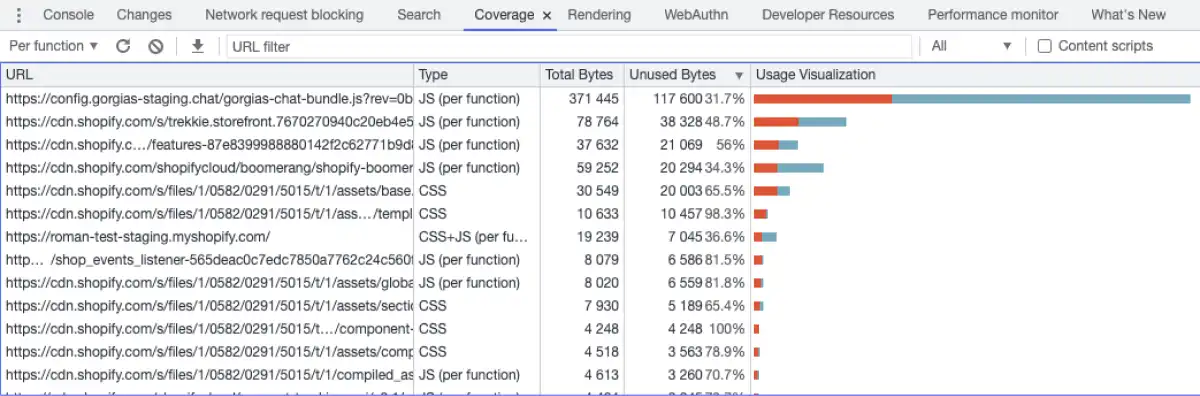 Console Changes Network request blocking Search Coverage × Rendering WebAuthn Developer Resources Performance monitor What's New
Per function ▼ URL filter All ▼ Content scripts
URL Type Total Bytes Unused Bytes ▼ Usage Visualization
https://config.gorgias-staging.chat/gorgias-chat-bundle.js?rev=0b JS (per function) 371 445 117 600 31.7%
https://cdn.shopify.com/s/trekkie.storefront.7670270940c20eb4e5 JS (per function) 78 764 38 328 48.7%
https://cdn.shopify.c…/features-87e8399988880142f2c62771b9d8 JS (per function) 37 632 21 069 56%
https://cdn.shopify.com/shopifycloud/boomerang/shopify-boomer JS (per function) 59 252 20 294 34.3%
https://cdn.shopify.com/s/files/1/0582/0291/5015/t/1/assets/base. CSS 30 549 20 003 65.5%
https://cdn.shopify.com/s/files/1/0582/0291/5015/t/1/ass…/templ CSS 10 633 10 457 98.3%
https://roman-test-staging.myshopify.com/ CSS+JS (per fu… 19 239 7 045 36.6%
http… /shop_events_listener-565deac0c7edc7850a7762c24c560f JS (per function) 8 079 6 586 81.5%
https://cdn.shopify.com/s/files/1/0582/0291/5015/t/1/assets/globa JS (per function) 8 020 6 559 81.8%
https://cdn.shopify.com/s/files/1/0582/0291/5015/t/1/assets/sectio CSS 7 930 5 189 65.4%
https://cdn.shopify.com/s/files/1/0582/0291/5015/t…/component- CSS 4 248 4 248 100%
https://cdn.shopify.com/s/files/1/0582/0291/5015/t/1/assets/comp CSS 4 518 3 563 78.9%
https://cdn.shopify.com/s/files/1/0582/0291/5015/t/1/compiled_as JS (per function) 4 613 3 260 70.7%